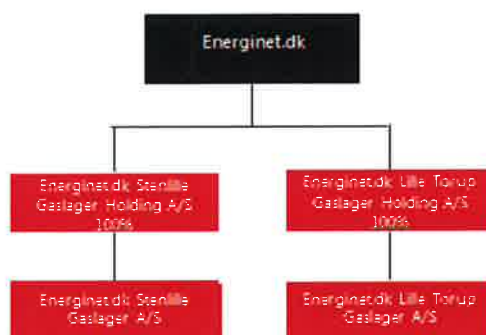 Energinet.dk
Energinet.dk Stenlille
Gaslager Holding A/S
100%
Energinet.dk Lille Torup
Gaslager Holding A/S
100%
Energinet.dk Stenlille
Gaslager A/S
Energinet.dk Lille Torup
Gaslager A/S